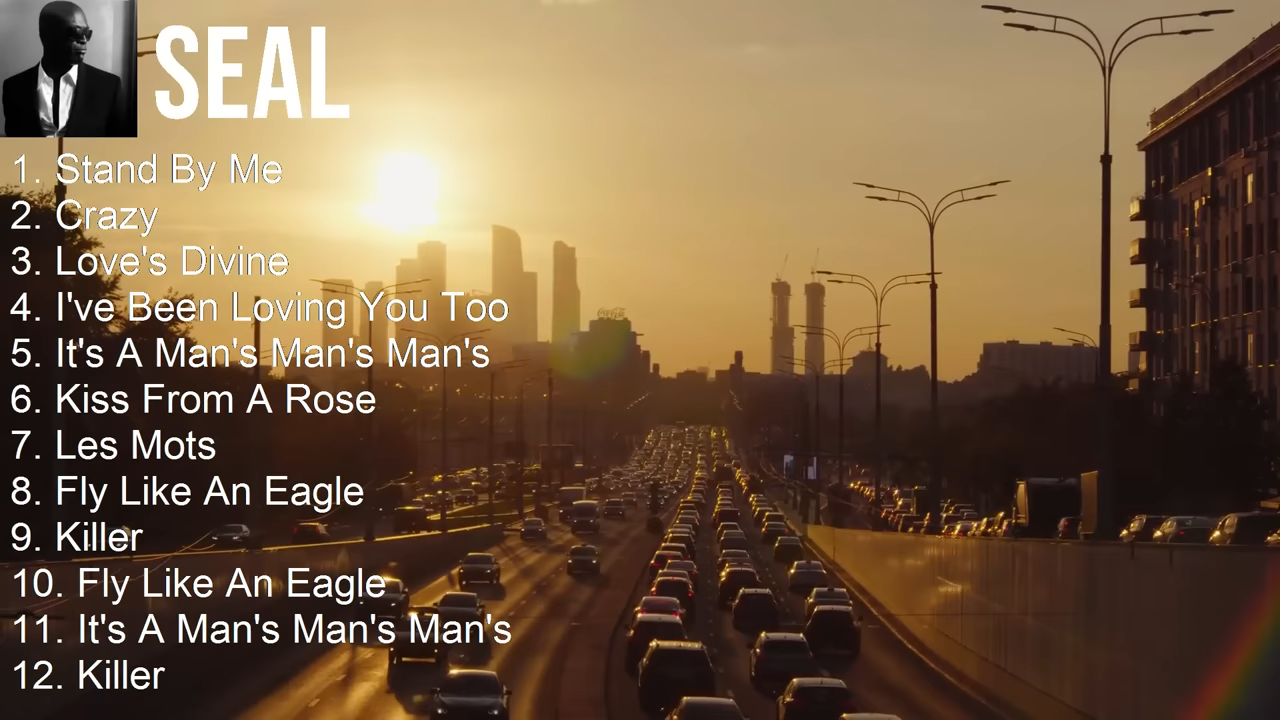 SEAL
1. Stand By Me
2. Crazy
3. Love's Divine
4. I've Been Loving You Too
5. It's A Man's Man's Man's
6. Kiss From A Rose
7. Les Mots
8. Fly Like An Eagle
9. Killer
10. Fly Like An Eagle
11. It's A Man's Man's Man's
12. Killer
Coca-Cola